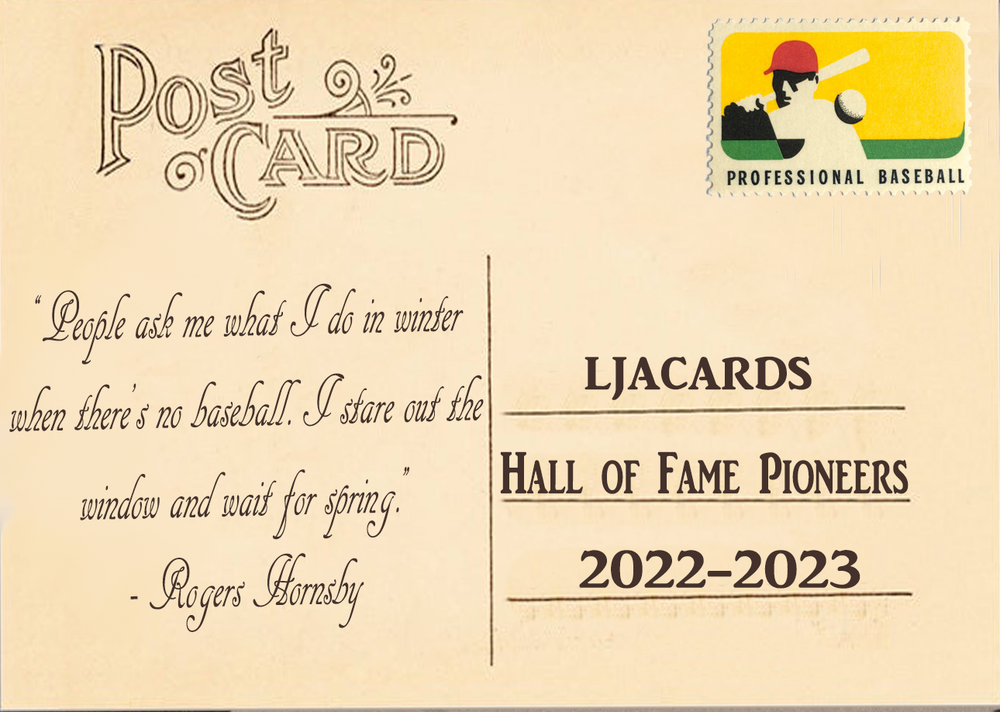 Post
Card
PROFESSIONAL BASEBALL
"People ask me what I do in winter
when there's no baseball. I stare out the
window and wait for spring."
- Rogers Hornsby
LJACARDS
Hall of Fame Pioneers
2022-2023